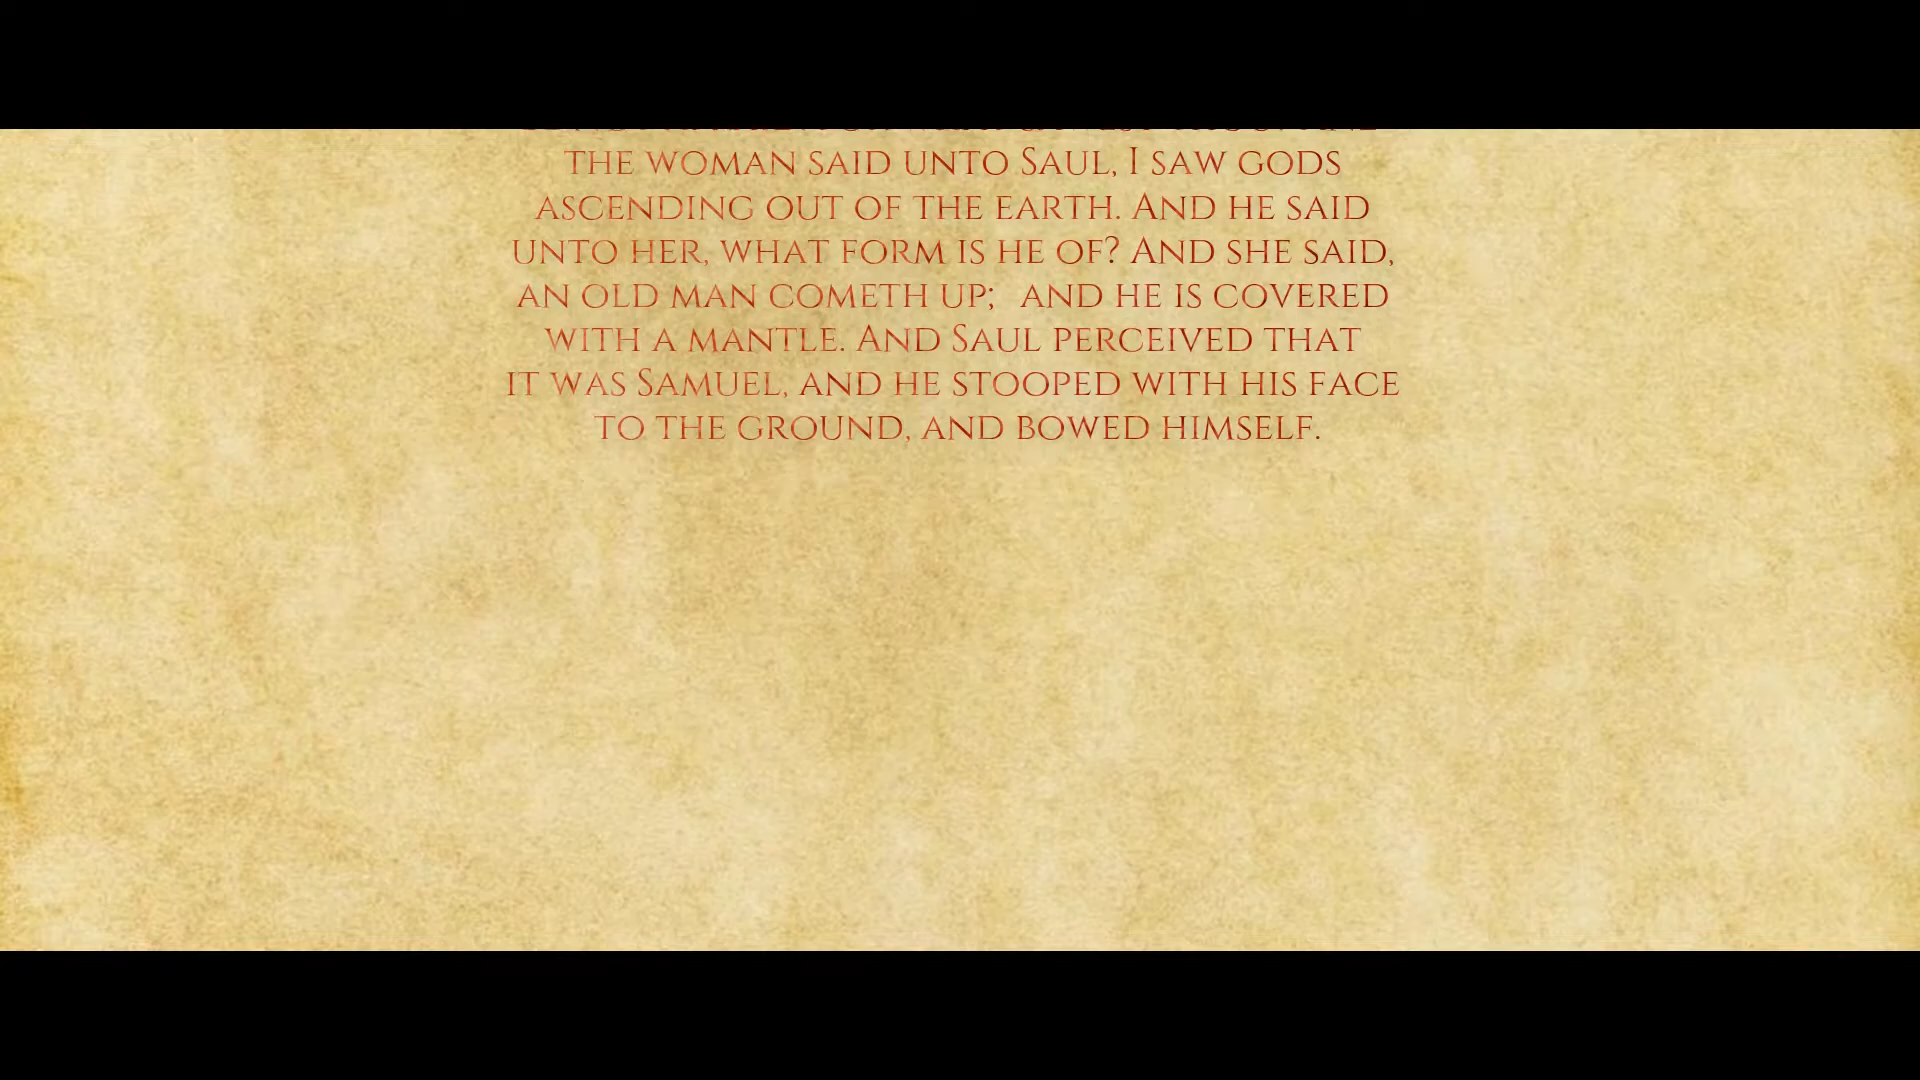 the woman said unto Saul, I saw gods
ascending out of the earth. And he said
unto her, what form is he of? And she said,
an old man cometh up; and he is covered
with a mantle. And Saul perceived that
it was Samuel, and he stooped with his face
to the ground, and bowed himself.